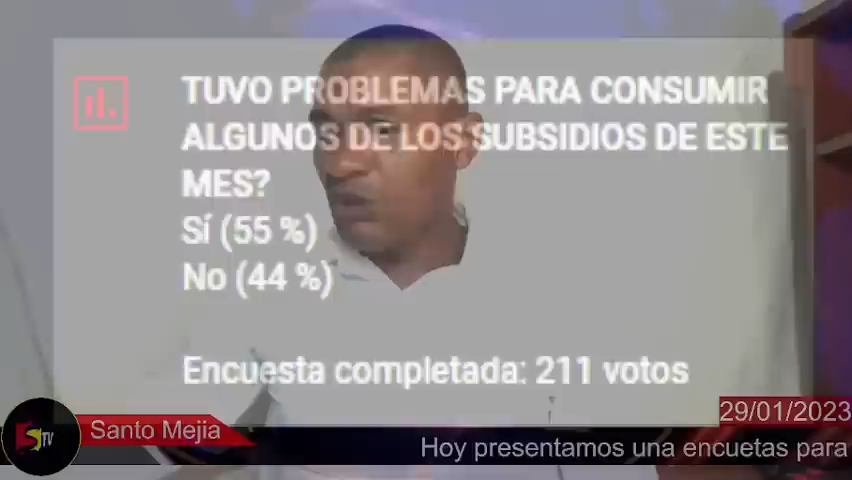 TUVO PROBLEMAS PARA CONSUMIR
ALGUNOS DE LOS SUBSIDIOS DE ESTE
MES?
Sí (55 %)
No (44 %)
Encuesta completada: 211 votos
29/01/2023
STV
Santo Mejia
Hoy presentamos una encuetas para